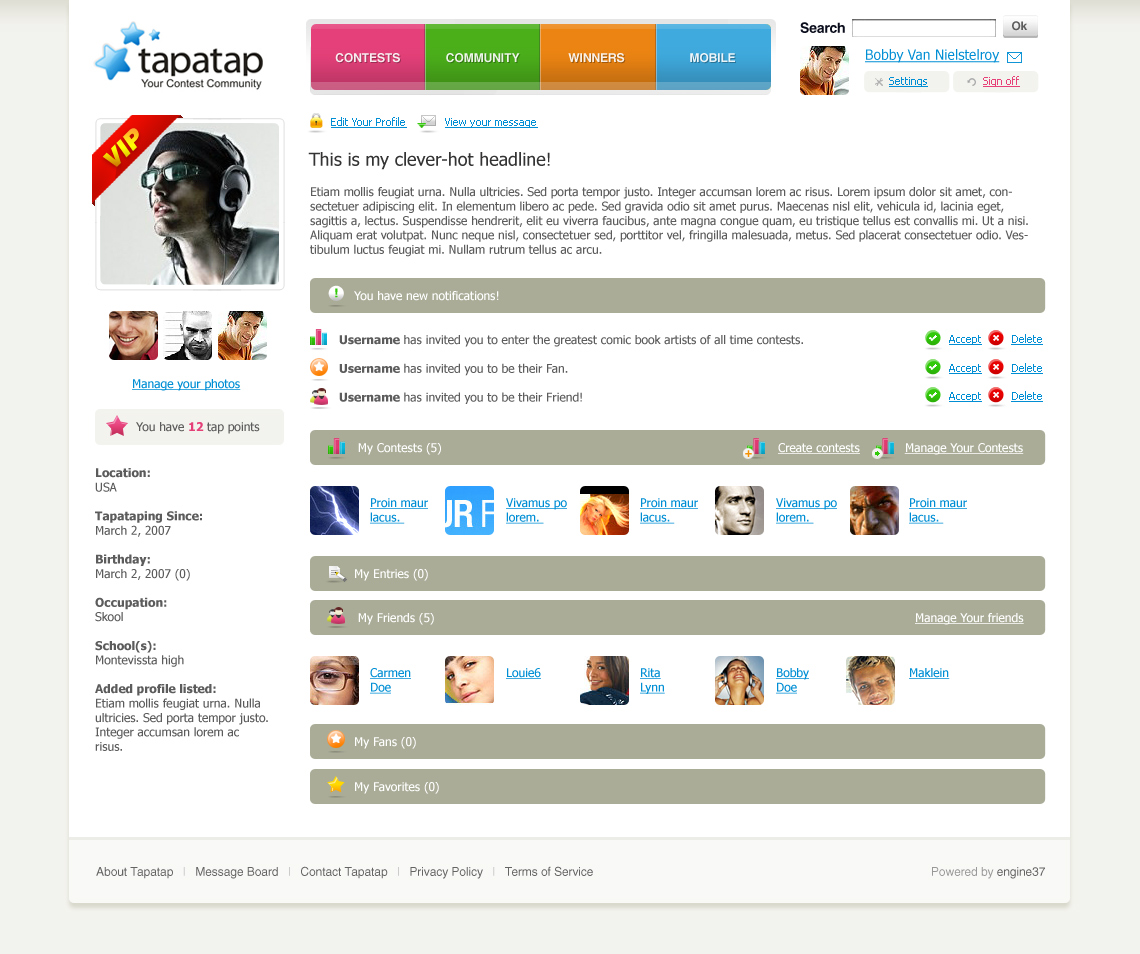 tapatap
Your Contest Community
CONTESTS
COMMUNITY
WINNERS
MOBILE
Search
Ok
Bobby Van Nielstelroy
Settings
Sign off
VIP
Manage your photos
You have 12 tap points
Location:
USA
Tapataping Since:
March 2, 2007
Birthday:
March 2, 2007 (0)
Occupation:
Skool
School(s):
Montevissta high
Added profile listed:
Etiam mollis feugiat urna. Nulla
ultricies. Sed porta tempor justo.
Integer accumsan lorem ac
risus.
Edit Your Profile
View your message
This is my clever-hot headline!
Etiam mollis feugiat urna. Nulla ultricies. Sed porta tempor justo. Integer accumsan lorem ac risus. Lorem ipsum dolor sit amet, con-
sectetuer adipiscing elit. In elementum libero ac pede. Sed gravida odio sit amet purus. Maecenas nisl elit, vehicula id, lacinia eget,
sagittis a, lectus. Suspendisse hendrerit, elit eu viverra faucibus, ante magna congue quam, eu tristique tellus est convallis mi. Ut a nisi.
Aliquam erat volutpat. Nunc neque nisl, consectetuer sed, porttitor vel, fringilla malesuada, metus. Sed placerat consectetuer odio. Ves-
tibulum luctus feugiat mi. Nullam rutrum tellus ac arcu.
You have new notifications!
Username has invited you to enter the greatest comic book artists of all time contests.
Accept
Delete
Username has invited you to be their Fan.
Accept
Delete
Username has invited you to be their Friend!
Accept
Delete
My Contests (5)
Create contests
Manage Your Contests
Proin maur
lacus.
UR F
Vivamus po
lorem.
Proin maur
lacus.
Vivamus po
lorem.
Proin maur
lacus.
My Entries (0)
My Friends (5)
Manage Your friends
Carmen
Doe
Louie6
Rita
Lynn
Bobby
Doe
Maklein
My Fans (0)
My Favorites (0)
About Tapatap
Message Board
Contact Tapatap
Privacy Policy
Terms of Service
Powered by engine37